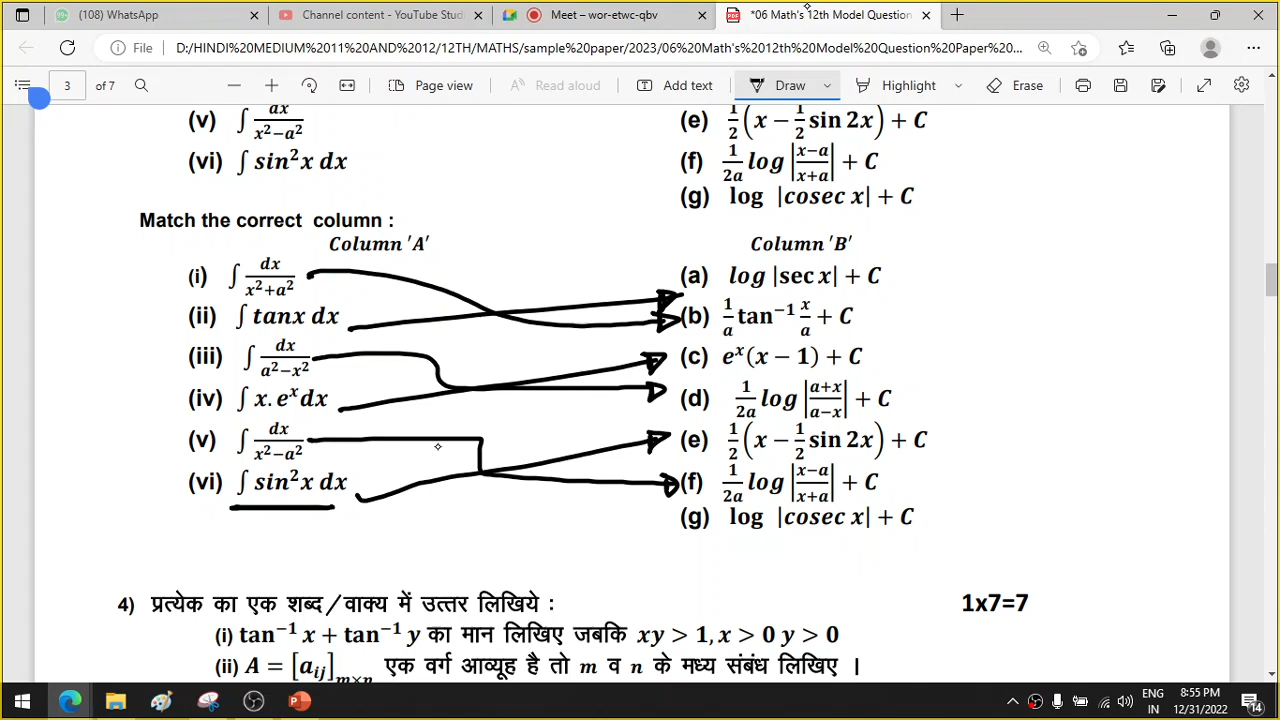 (108) WhatsApp
Channel content - YouTube Stud
Meet – wor-etwc-qbv
*06 Math's 12th Model Question
File D:/HINDI%20MEDIUM%202011%20AND%2012/12TH/MATHS/sample%20paper/2023/06%20Math's%2012th%20Model%20Question%20Paper%20...
3 of 7 Page view Read aloud Add text Draw Highlight Erase
(v) ∫ dx/(x²−a²) (e) 1/2 (x − 1/2 sin 2x) + C
(vi) ∫ sin²x dx (f) 1/2a log |x−a/x+a| + C
(g) log |cosec x| + C
Match the correct column :
Column 'A' Column 'B'
(i) ∫ dx/(x²+a²) (a) log|sec x| + C
(ii) ∫ tanx dx (b) 1/a tan⁻¹ x/a + C
(iii) ∫ dx/(a²−x²) (c) eˣ(x − 1) + C
(iv) ∫ x. eˣdx (d) 1/2a log |a+x/a−x| + C
(v) ∫ dx/(x²−a²) (e) 1/2 (x − 1/2 sin 2x) + C
(vi) ∫ sin²x dx (f) 1/2a log |x−a/x+a| + C
(g) log |cosec x| + C
4) प्रत्येक का एक शब्द/वाक्य में उत्तर लिखिये : 1x7=7
(i) tan⁻¹ x + tan⁻¹ y का मान लिखिए जबकि xy > 1, x > 0 y > 0
(ii) A = [aᵢⱼ]ₘₓₙ एक वर्ग आव्यूह है तो m व n के मध्य संबंध लिखिए ।
ENG 8:55 PM
IN 12/31/2022
14